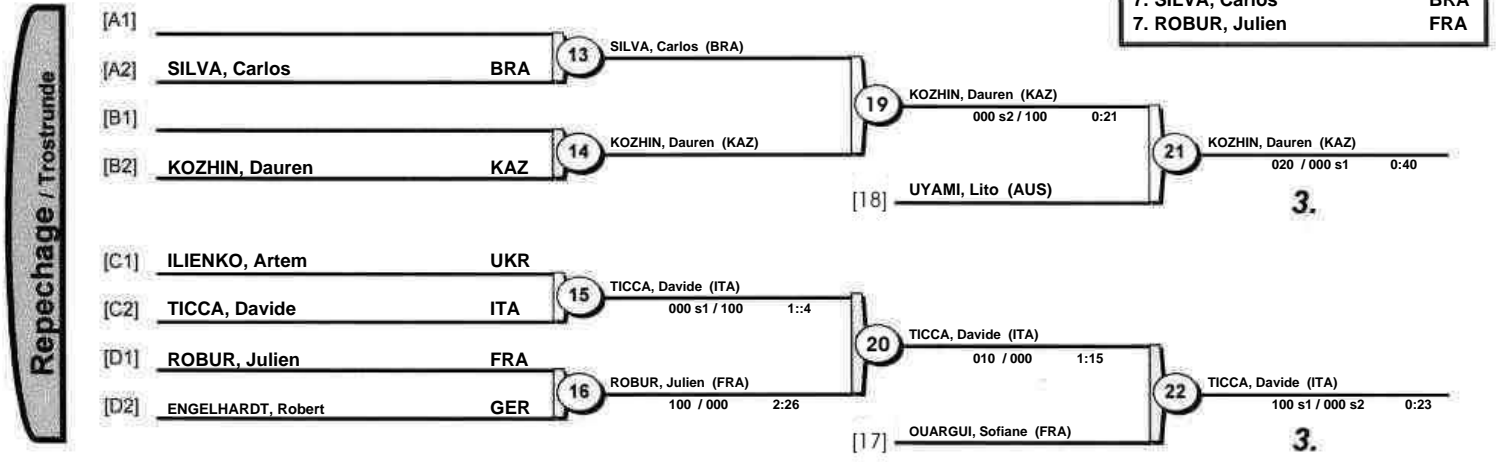 7. SILVA, Carlos BRA
7. ROBUR, Julien FRA
Repechage / Trostrunde
[A1]
[A2] SILVA, Carlos BRA
13
SILVA, Carlos (BRA)
[B1]
[B2] KOZHIN, Dauren KAZ
14
KOZHIN, Dauren (KAZ)
19
KOZHIN, Dauren (KAZ)
000 s2 / 100 0:21
[18] UYAMI, Lito (AUS)
21
KOZHIN, Dauren (KAZ)
020 / 000 s1 0:40
3.
[C1] ILIENKO, Artem UKR
[C2] TICCA, Davide ITA
15
TICCA, Davide (ITA)
000 s1 / 100 1::4
[D1] ROBUR, Julien FRA
[D2] ENGELHARDT, Robert GER
16
ROBUR, Julien (FRA)
100 / 000 2:26
20
TICCA, Davide (ITA)
010 / 000 1:15
[17] OUARGUI, Sofiane (FRA)
22
TICCA, Davide (ITA)
100 s1 / 000 s2 0:23
3.